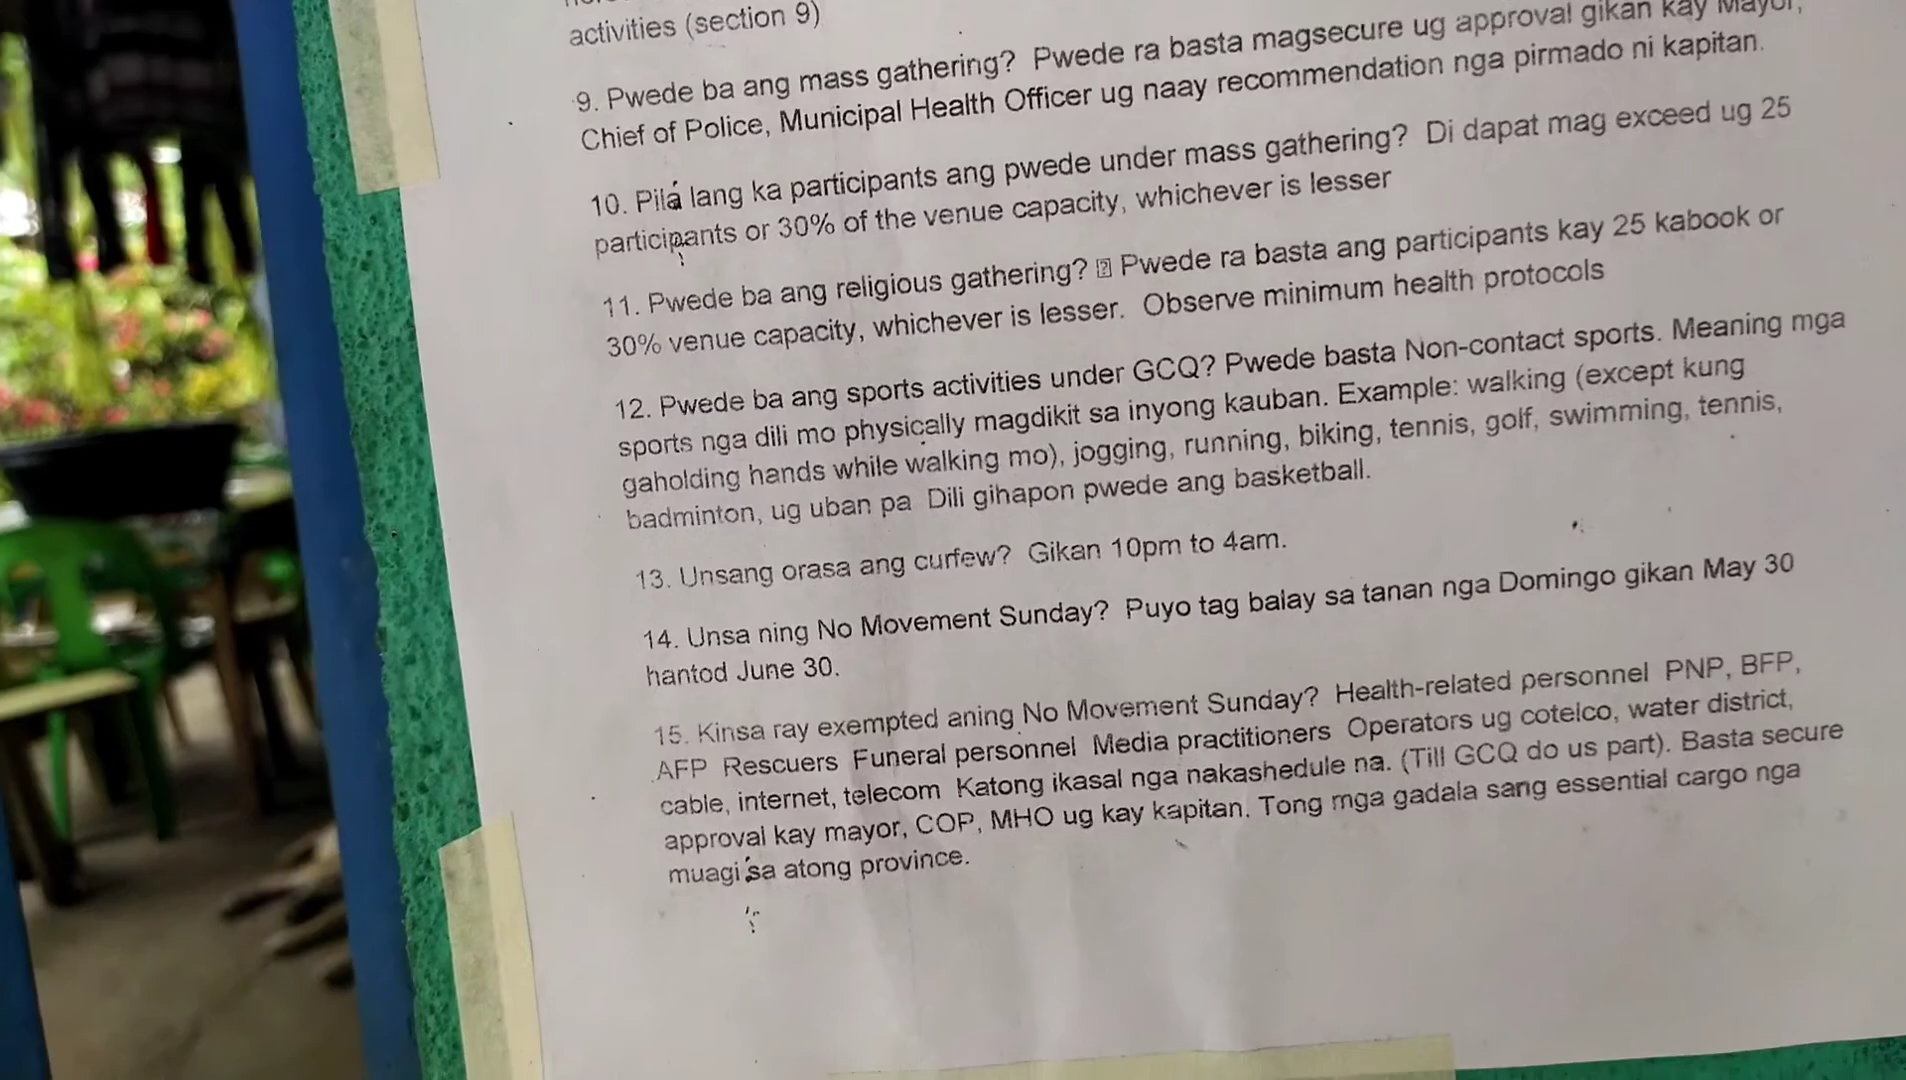 activities (section 9)
9. Pwede ba ang mass gathering? Pwede ra basta magsecure ug approval gikan kay Mayor,
Chief of Police, Municipal Health Officer ug naay recommendation nga pirmado ni kapitan.
10. Pila lang ka participants ang pwede under mass gathering? Di dapat mag exceed ug 25
participants or 30% of the venue capacity, whichever is lesser
11. Pwede ba ang religious gathering? Pwede ra basta ang participants kay 25 kabook or
30% venue capacity, whichever is lesser. Observe minimum health protocols
12. Pwede ba ang sports activities under GCQ? Pwede basta Non-contact sports. Meaning mga
sports nga dili mo physically magdikit sa inyong kauban. Example: walking (except kung
gaholding hands while walking mo), jogging, running, biking, tennis, golf, swimming, tennis,
badminton, ug uban pa Dili gihapon pwede ang basketball.
13. Unsang orasa ang curfew? Gikan 10pm to 4am.
14. Unsa ning No Movement Sunday? Puyo tag balay sa tanan nga Domingo gikan May 30
hantod June 30.
15. Kinsa ray exempted aning No Movement Sunday? Health-related personnel PNP, BFP,
AFP Rescuers Funeral personnel Media practitioners Operators ug cotelco, water district,
cable, internet, telecom Katong ikasal nga nakashedule na. (Till GCQ do us part). Basta secure
approval kay mayor, COP, MHO ug kay kapitan. Tong mga gadala sang essential cargo nga
muagi sa atong province.